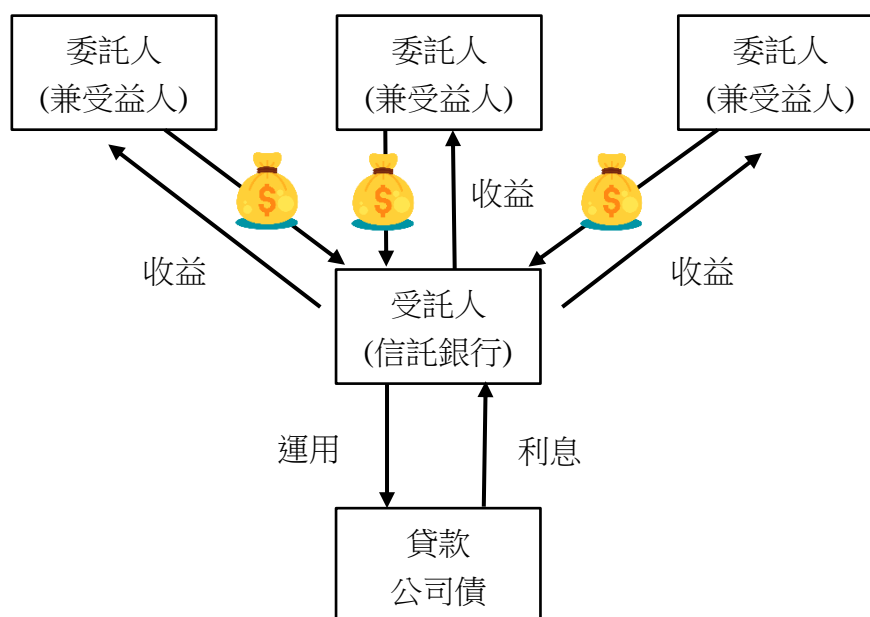 委託人
(兼受益人)
委託人
(兼受益人)
委託人
(兼受益人)
$
$
$
收益
收益
收益
受託人
(信託銀行)
運用
利息
貸款
公司債